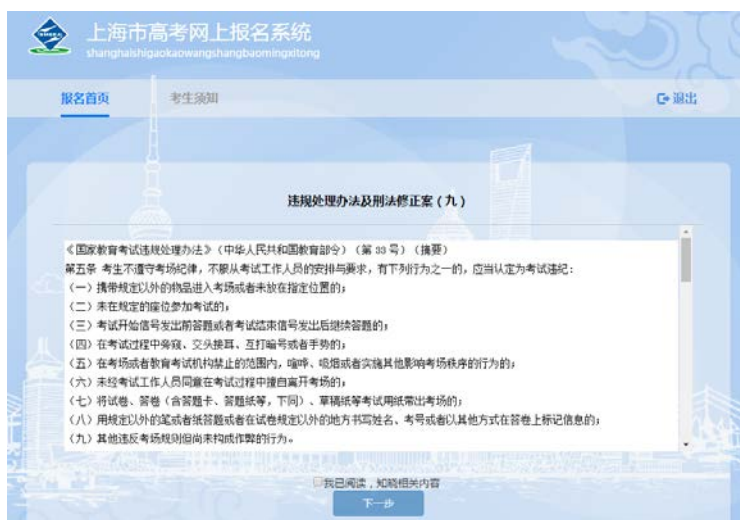 上海市高考网上报名系统
shanghaishigaokaowangshangbaomingxitong
报名首页
考生须知
退出
违规处理办法及刑法修正案（九）
《国家教育考试违规处理办法》（中华人民共和国教育部令）（第 33 号）（摘要）
第五条 考生不遵守考场纪律，不服从考试工作人员的安排与要求，有下列行为之一的，应当认定为考试违纪：
（一）携带规定以外的物品进入考场或者未放在指定位置的；
（二）未在规定的座位参加考试的；
（三）考试开始信号发出前答题或者考试结束信号发出后继续答题的；
（四）在考试过程中旁窥、交头接耳、互打暗号或者手势的；
（五）在考场或者教育考试机构禁止的范围内，喧哗、吸烟或者实施其他影响考场秩序的行为的；
（六）未经考试工作人员同意在考试过程中擅自离开考场的；
（七）将试卷、答卷（含答题卡、答题纸等，下同）、草稿纸等考试用纸带出考场的；
（八）用规定以外的笔或者纸答题或者在试卷规定以外的地方书写姓名、考号或者以其他方式在答卷上标记信息的；
（九）其他违反考场规则但尚未构成作弊的行为。
我已阅读，知晓相关内容
下一步